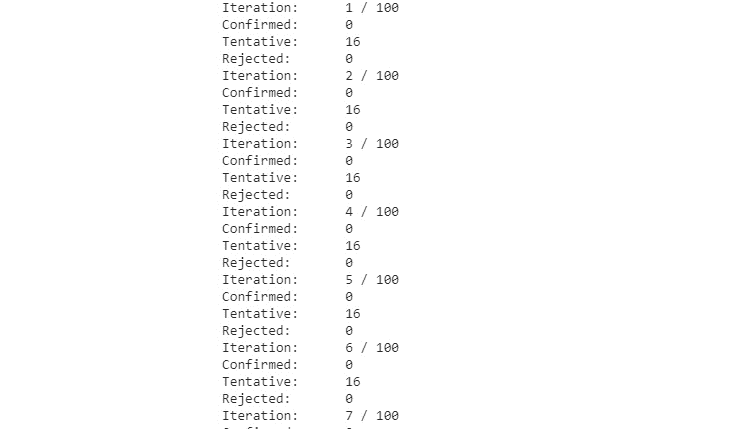 Iteration: 1 / 100
Confirmed: 0
Tentative: 16
Rejected: 0
Iteration: 2 / 100
Confirmed: 0
Tentative: 16
Rejected: 0
Iteration: 3 / 100
Confirmed: 0
Tentative: 16
Rejected: 0
Iteration: 4 / 100
Confirmed: 0
Tentative: 16
Rejected: 0
Iteration: 5 / 100
Confirmed: 0
Tentative: 16
Rejected: 0
Iteration: 6 / 100
Confirmed: 0
Tentative: 16
Rejected: 0
Iteration: 7 / 100